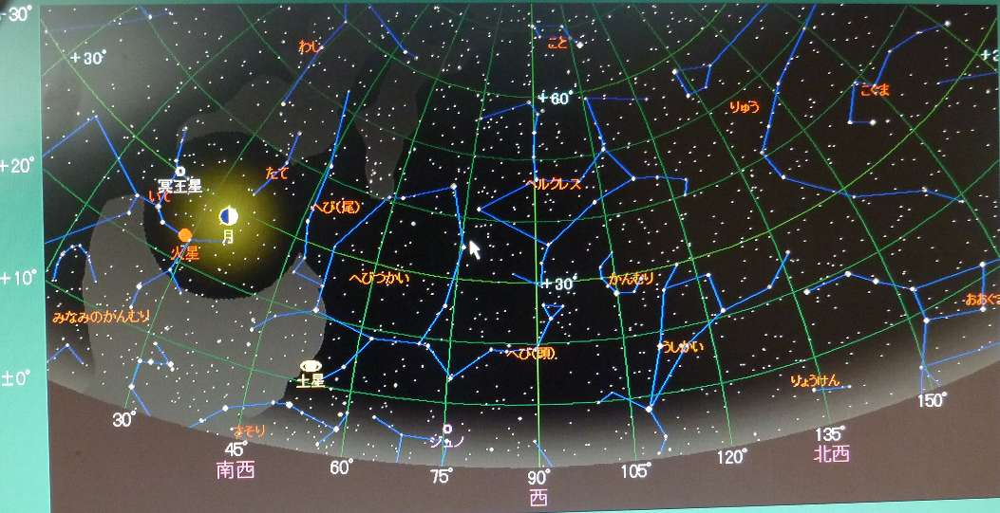 -30°
+30°
わし
こと
+60°
りゅう
こぐま
+20°
冥王星
いて
たて
へび(尾)
ヘルクレス
月
火星
+10°
へびつかい
+30°
かんむり
みなみのかんむり
おおぐま
±0°
土星
へび(頭)
うしかい
りょうけん
30°
さそり
ジュノ
45°
南西
60°
75°
90°
西
105°
120°
135°
北西
150°